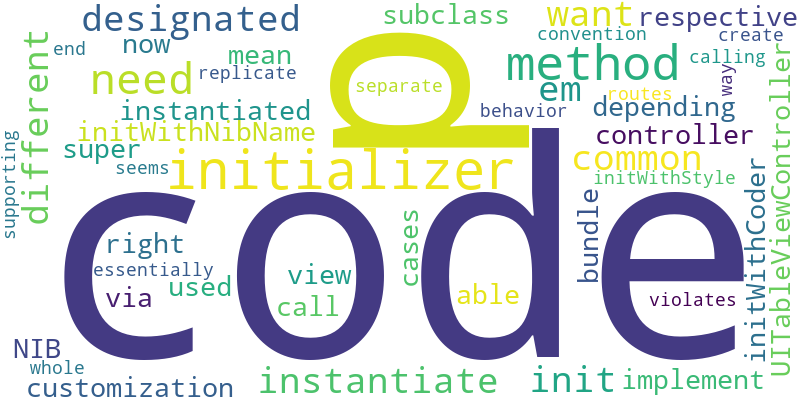 designated
subclass
want
respective
convention
create
end
now
mean
need
replicate
separate
p
method
calling
way
em
routes
different
instantiated
behavior
depending
initWithNibName
controller
super
seems
initializer
common
initWithStyle
supporting
code
right
essentially
via
used
view
call
cases
able
bundle
violates
initWithCoder
UITableViewController
NIB
whole
customization
instantiate
init
implement